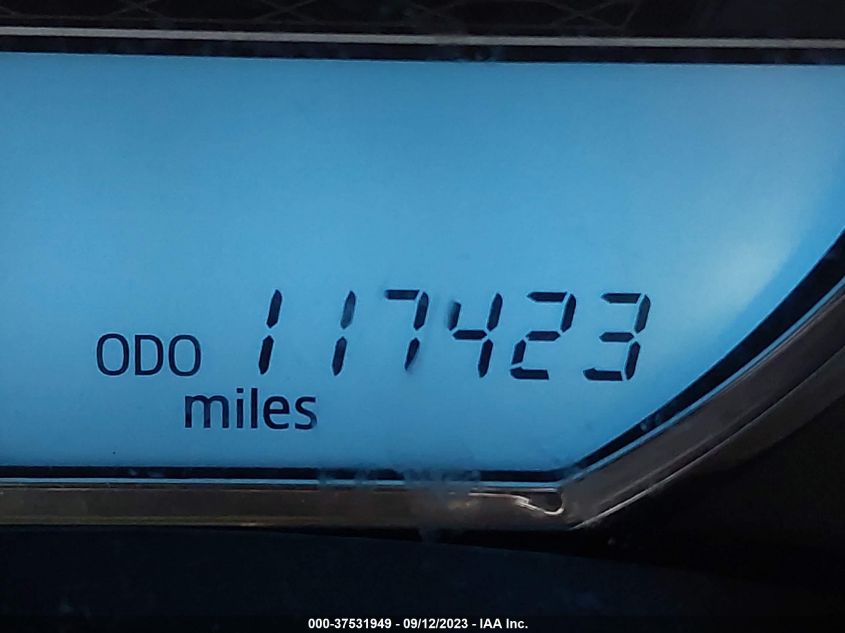 ODO 117423
miles
000-37531949 - 09/12/2023 - IAA Inc.